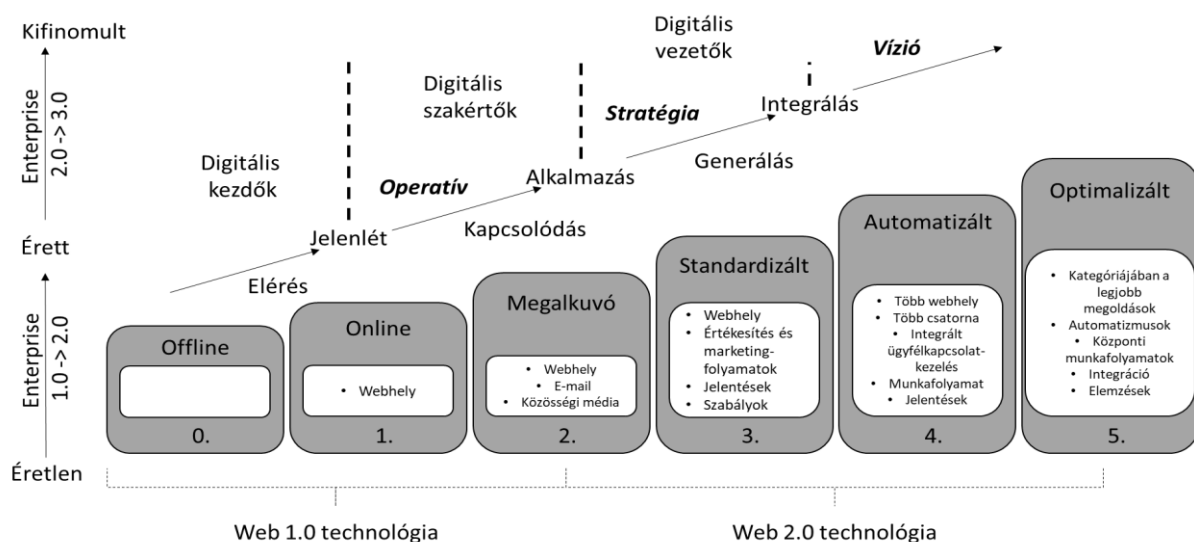 Kifinomult
Enterprise
2.0 -> 3.0
Érett
Enterprise
1.0 -> 2.0
Éretlen
Digitális
kezdők
Digitális
szakértők
Digitális
vezetők
Elérés
Jelenlét
Operatív
Kapcsolódás
Alkalmazás
Stratégia
Generálás
Integrálás
Vízió
Offline
0.
Online
• Webhely
1.
Megalkuvó
• Webhely
• E-mail
• Közösségi média
2.
Standardizált
• Webhely
• Értékesítés és
marketing-
folyamatok
• Jelentések
• Szabályok
3.
Automatizált
• Több webhely
• Több csatorna
• Integrált
ügyfélkapcsolat-
kezelés
• Munkafolyamat
• Jelentések
4.
Optimalizált
• Kategóriájában a
legjobb
megoldások
• Automatizmusok
• Központi
munkafolyamatok
• Integráció
• Elemzések
5.
Web 1.0 technológia
Web 2.0 technológia